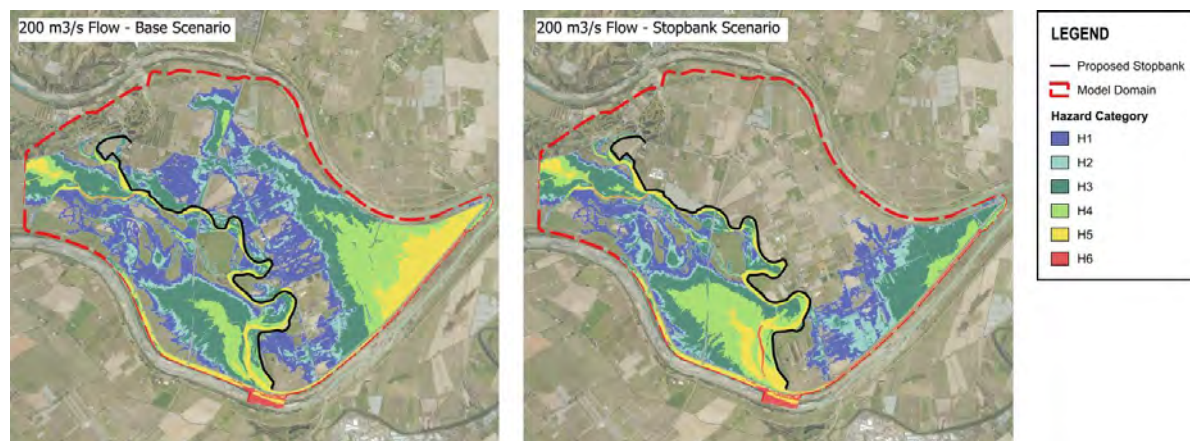 200 m3/s Flow - Base Scenario
200 m3/s Flow - Stopbank Scenario
LEGEND
Proposed Stopbank
Model Domain
Hazard Category
H1
H2
H3
H4
H5
H6